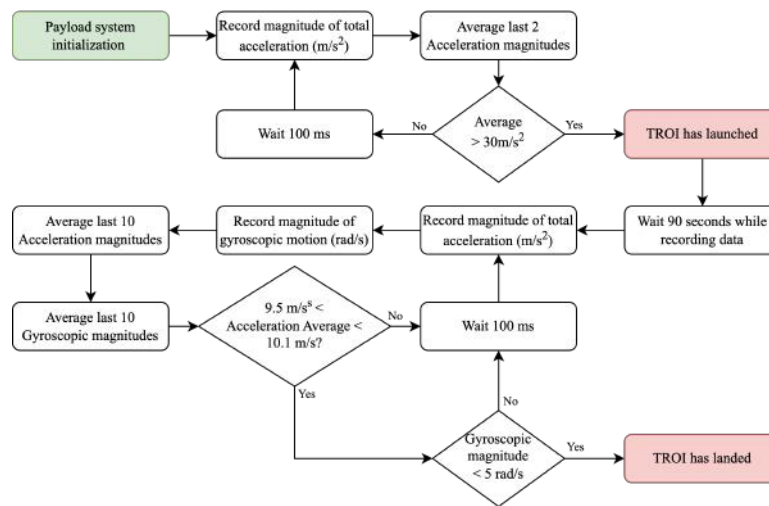 Payload system
initialization
Record magnitude of total
acceleration (m/s²)
Average last 2
Acceleration magnitudes
Wait 100 ms
No
Average
> 30m/s²
Yes
TROI has launched
Average last 10
Acceleration magnitudes
Record magnitude of
gyroscopic motion (rad/s)
Record magnitude of total
acceleration (m/s²)
Wait 90 seconds while
recording data
Average last 10
Gyroscopic magnitudes
9.5 m/sˢ <
Acceleration Average <
10.1 m/s?
No
Wait 100 ms
Yes
No
Gyroscopic
magnitude
< 5 rad/s
Yes
TROI has landed